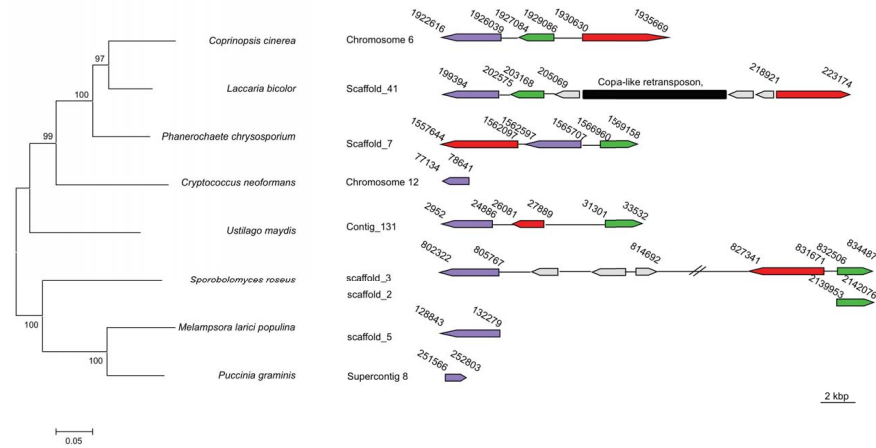 1922616 1926039 1927084 1929086 1930630 1935669
97 Coprinopsis cinerea Chromosome 6
199394 202575 203168 205069 Copa-like retransposon, 218921 223174
100 Laccaria bicolor Scaffold_41
1557644 1562097 1562597 1565707 1566960 1569158
99 Phanerochaete chrysosporium Scaffold_7
77134 78641
Cryptococcus neoformans Chromosome 12
2952 24886 26081 27889 31301 33532
Ustilago maydis Contig_131
802322 805767 814692 827341 831671 832506 834487
Sporobolomyces roseus scaffold_3
scaffold_2 2139953 2142076
128843 132279
100 Melampsora larici populina scaffold_5
251566 252803
100 Puccinia graminis Supercontig 8
2 kbp
0.05